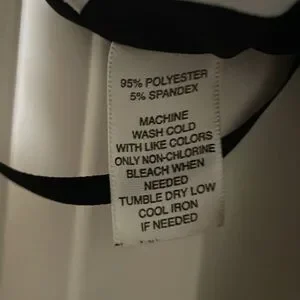 95% POLYESTER
5% SPANDEX
MACHINE
WASH COLD
WITH LIKE COLORS
ONLY NON-CHLORINE
BLEACH WHEN
NEEDED
TUMBLE DRY LOW
COOL IRON
IF NEEDED